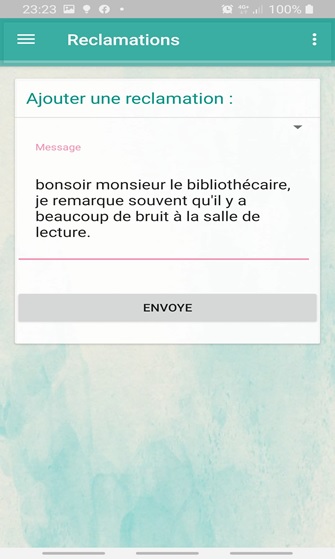 23:23 4G+ 100%
Reclamations
Ajouter une reclamation :
Message
bonsoir monsieur le bibliothécaire,
je remarque souvent qu'il y a
beaucoup de bruit à la salle de
lecture.
ENVOYE